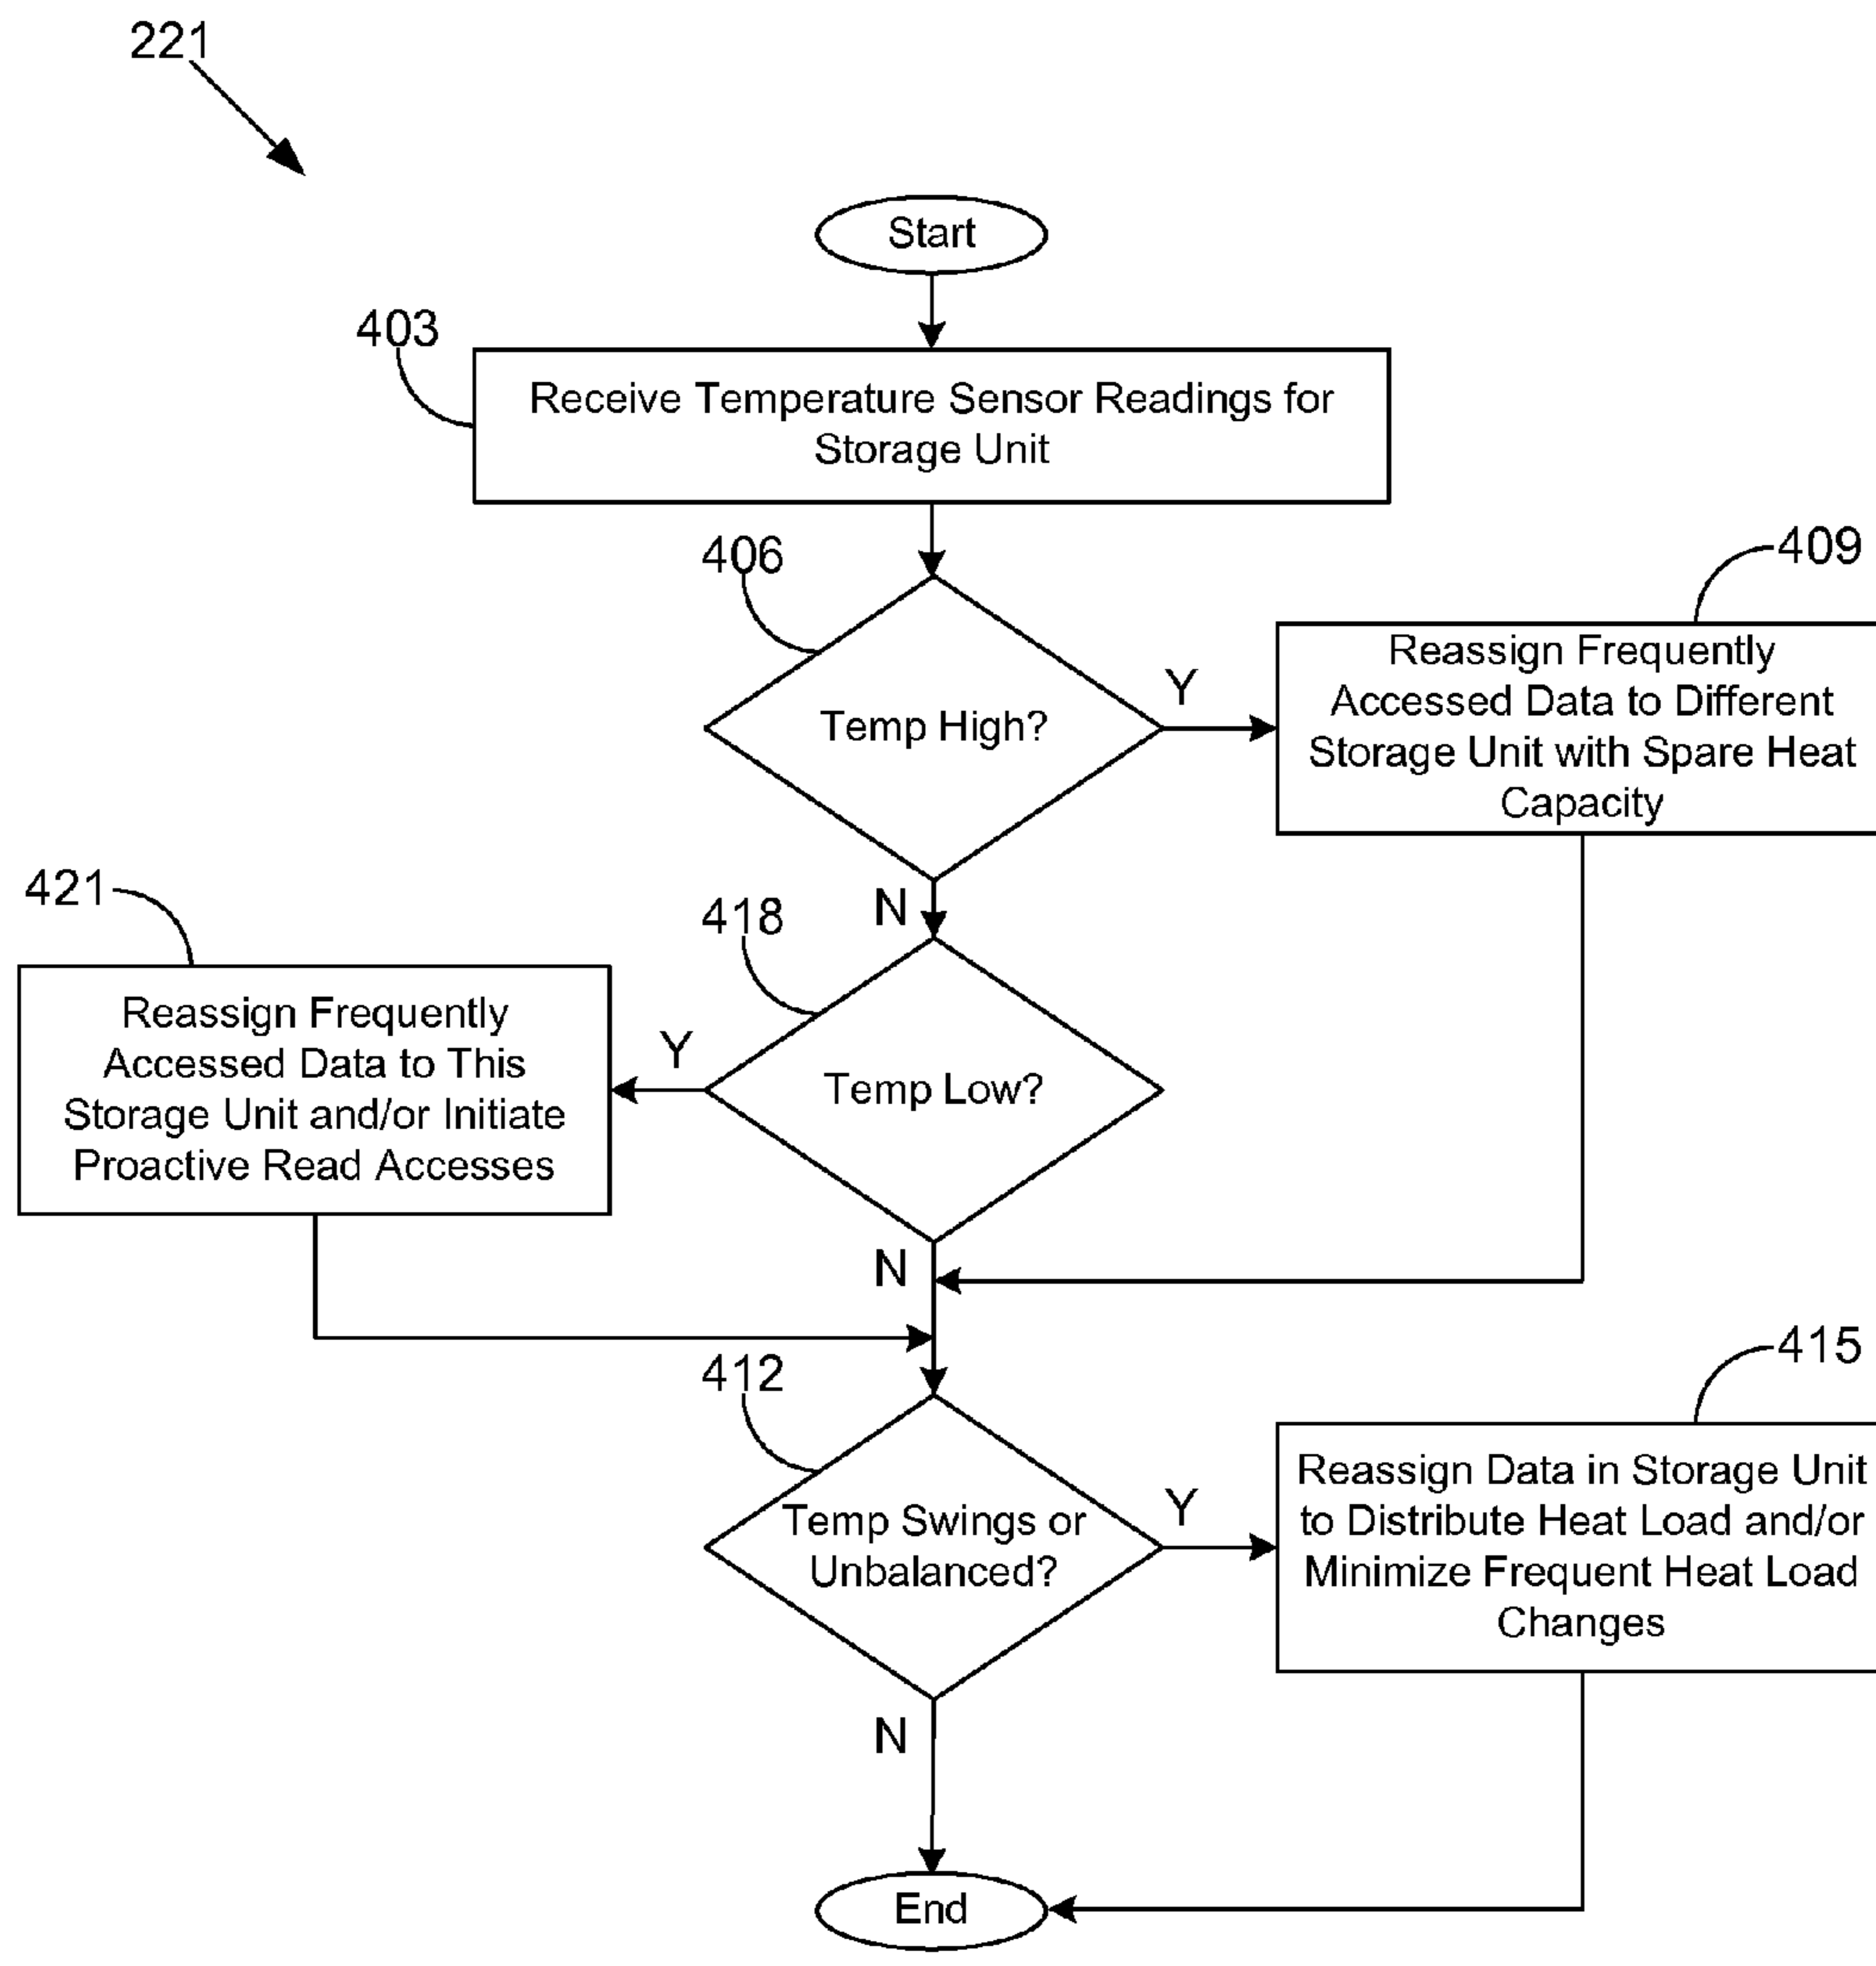 221
Start
403
Receive Temperature Sensor Readings for
Storage Unit
406
409
Temp High?
Y
Reassign Frequently
Accessed Data to Different
Storage Unit with Spare Heat
Capacity
N
421
418
Reassign Frequently
Accessed Data to This
Storage Unit and/or Initiate
Proactive Read Accesses
Y
Temp Low?
N
412
415
Temp Swings or
Unbalanced?
Y
Reassign Data in Storage Unit
to Distribute Heat Load and/or
Minimize Frequent Heat Load
Changes
N
End